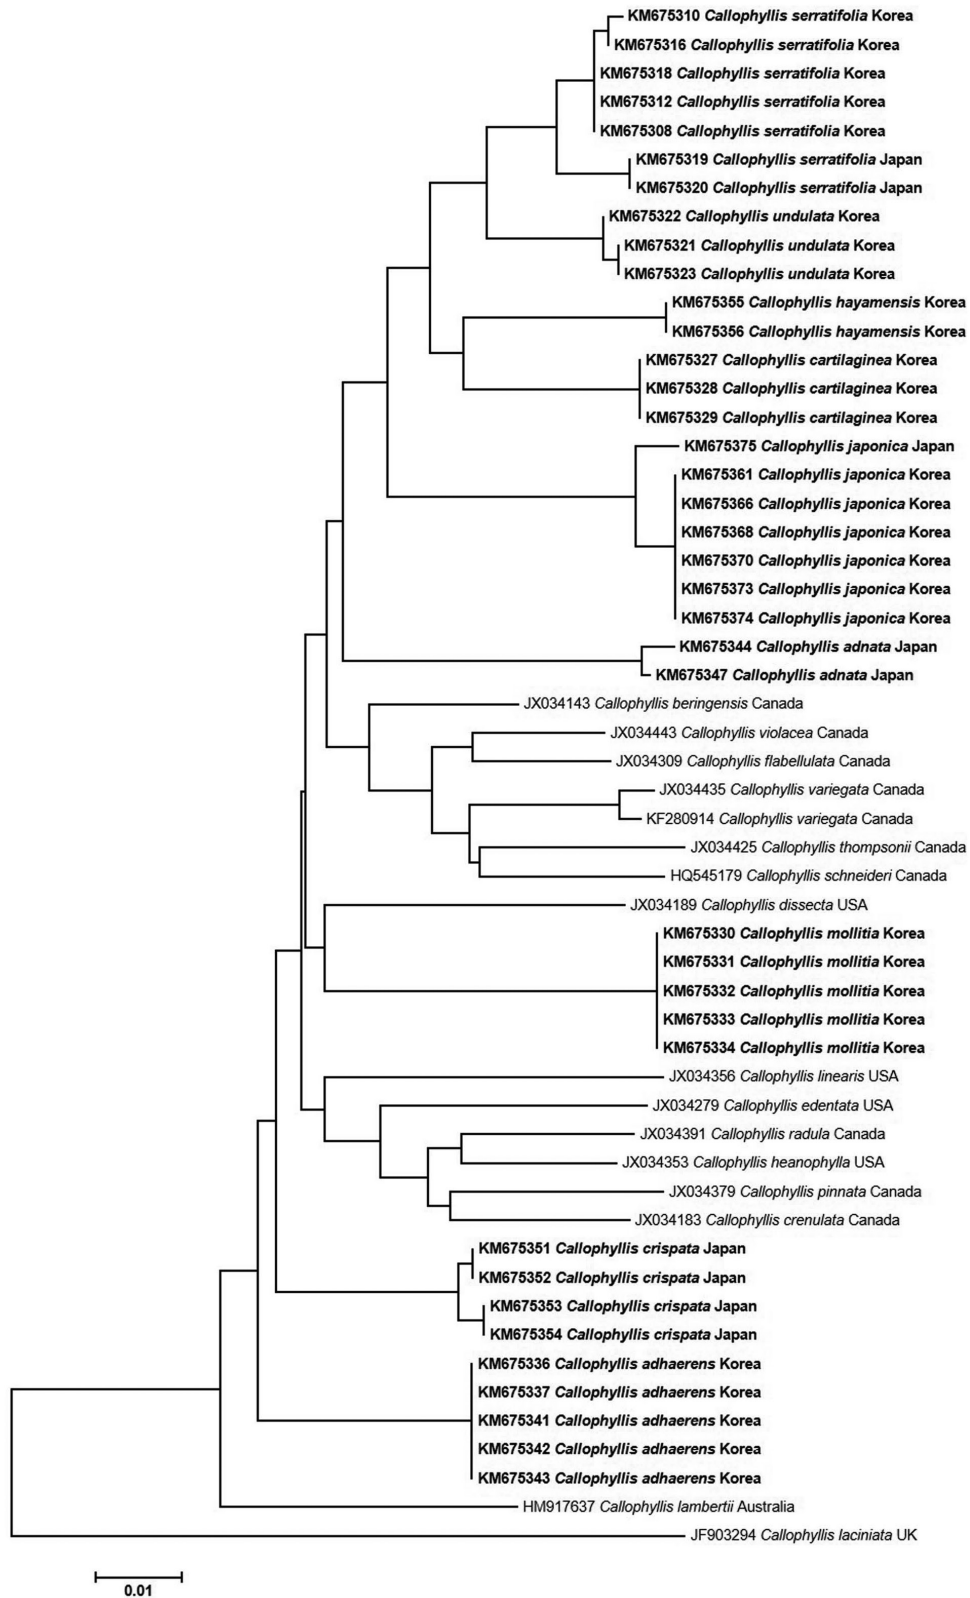 KM675310 Callophyllis serratifolia Korea
KM675316 Callophyllis serratifolia Korea
KM675318 Callophyllis serratifolia Korea
KM675312 Callophyllis serratifolia Korea
KM675308 Callophyllis serratifolia Korea
KM675319 Callophyllis serratifolia Japan
KM675320 Callophyllis serratifolia Japan
KM675322 Callophyllis undulata Korea
KM675321 Callophyllis undulata Korea
KM675323 Callophyllis undulata Korea
KM675355 Callophyllis hayamensis Korea
KM675356 Callophyllis hayamensis Korea
KM675327 Callophyllis cartilaginea Korea
KM675328 Callophyllis cartilaginea Korea
KM675329 Callophyllis cartilaginea Korea
KM675375 Callophyllis japonica Japan
KM675361 Callophyllis japonica Korea
KM675366 Callophyllis japonica Korea
KM675368 Callophyllis japonica Korea
KM675370 Callophyllis japonica Korea
KM675373 Callophyllis japonica Korea
KM675374 Callophyllis japonica Korea
KM675344 Callophyllis adnata Japan
KM675347 Callophyllis adnata Japan
JX034143 Callophyllis beringensis Canada
JX034443 Callophyllis violacea Canada
JX034309 Callophyllis flabellulata Canada
JX034435 Callophyllis variegata Canada
KF280914 Callophyllis variegata Canada
JX034425 Callophyllis thompsonii Canada
HQ545179 Callophyllis schneideri Canada
JX034189 Callophyllis dissecta USA
KM675330 Callophyllis mollitia Korea
KM675331 Callophyllis mollitia Korea
KM675332 Callophyllis mollitia Korea
KM675333 Callophyllis mollitia Korea
KM675334 Callophyllis mollitia Korea
JX034356 Callophyllis linearis USA
JX034279 Callophyllis edentata USA
JX034391 Callophyllis radula Canada
JX034353 Callophyllis heanophylla USA
JX034379 Callophyllis pinnata Canada
JX034183 Callophyllis crenulata Canada
KM675351 Callophyllis crispata Japan
KM675352 Callophyllis crispata Japan
KM675353 Callophyllis crispata Japan
KM675354 Callophyllis crispata Japan
KM675336 Callophyllis adhaerens Korea
KM675337 Callophyllis adhaerens Korea
KM675341 Callophyllis adhaerens Korea
KM675342 Callophyllis adhaerens Korea
KM675343 Callophyllis adhaerens Korea
HM917637 Callophyllis lambertii Australia
JF903294 Callophyllis laciniata UK
0.01